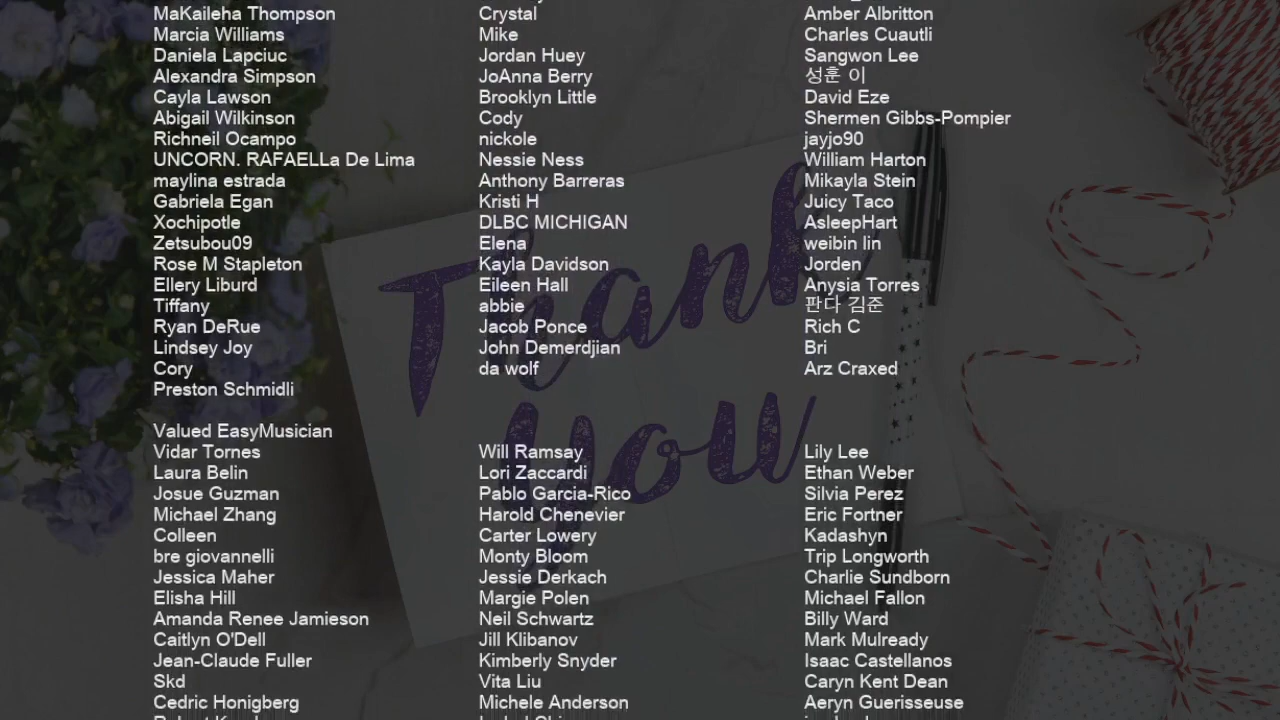 MaKaileha Thompson Crystal Amber Albritton
Marcia Williams Mike Charles Cuautli
Daniela Lapciuc Jordan Huey Sangwon Lee
Alexandra Simpson JoAnna Berry 성훈 이
Cayla Lawson Brooklyn Little David Eze
Abigail Wilkinson Cody Shermen Gibbs-Pompier
Richneil Ocampo nickole jayjo90
UNCORN. RAFAELLa De Lima Nessie Ness William Harton
maylina estrada Anthony Barreras Mikayla Stein
Gabriela Egan Kristi H Juicy Taco
Xochipotle DLBC MICHIGAN AsleepHart
Zetsubou09 Elena weibin lin
Rose M Stapleton Kayla Davidson Jorden
Ellery Liburd Eileen Hall Anysia Torres
Tiffany abbie 판다 김준
Ryan DeRue Jacob Ponce Rich C
Lindsey Joy John Demerdjian Bri
Cory da wolf Arz Craxed
Preston Schmidli
Valued EasyMusician
Vidar Tornes Will Ramsay Lily Lee
Laura Belin Lori Zaccardi Ethan Weber
Josue Guzman Pablo Garcia-Rico Silvia Perez
Michael Zhang Harold Chenevier Eric Fortner
Colleen Carter Lowery Kadashyn
bre giovannelli Monty Bloom Trip Longworth
Jessica Maher Jessie Derkach Charlie Sundborn
Elisha Hill Margie Polen Michael Fallon
Amanda Renee Jamieson Neil Schwartz Billy Ward
Caitlyn O'Dell Jill Klibanov Mark Mulready
Jean-Claude Fuller Kimberly Snyder Isaac Castellanos
Skd Vita Liu Caryn Kent Dean
Cedric Honigberg Michele Anderson Aeryn Guerisseuse
Thank
you